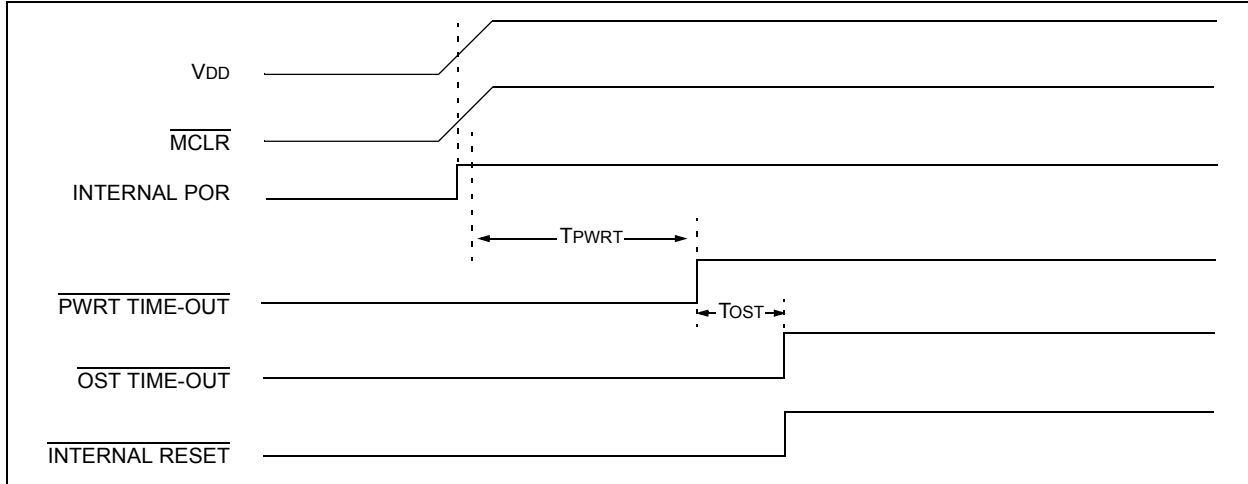 VDD
MCLR
INTERNAL POR
TPWRT
PWRT TIME-OUT
TOST
OST TIME-OUT
INTERNAL RESET